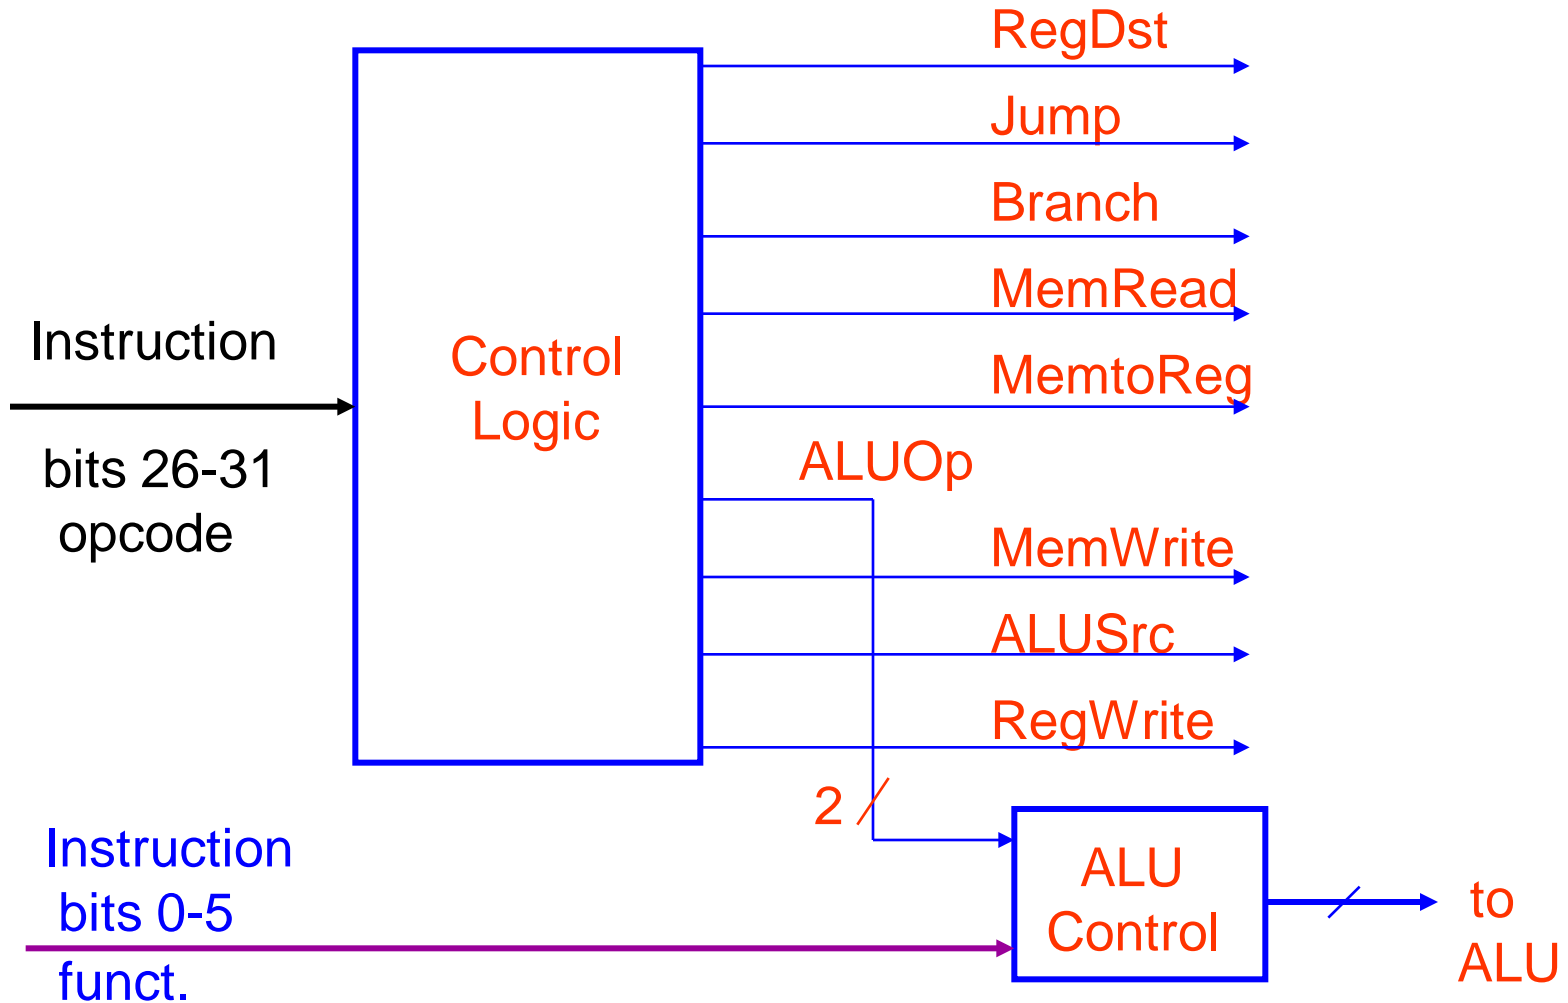 RegDst
Jump
Branch
MemRead
Instruction
Control
Logic
MemtoReg
bits 26-31
opcode
ALUOp
MemWrite
ALUSrc
RegWrite
2
Instruction
bits 0-5
funct.
ALU
Control
to
ALU